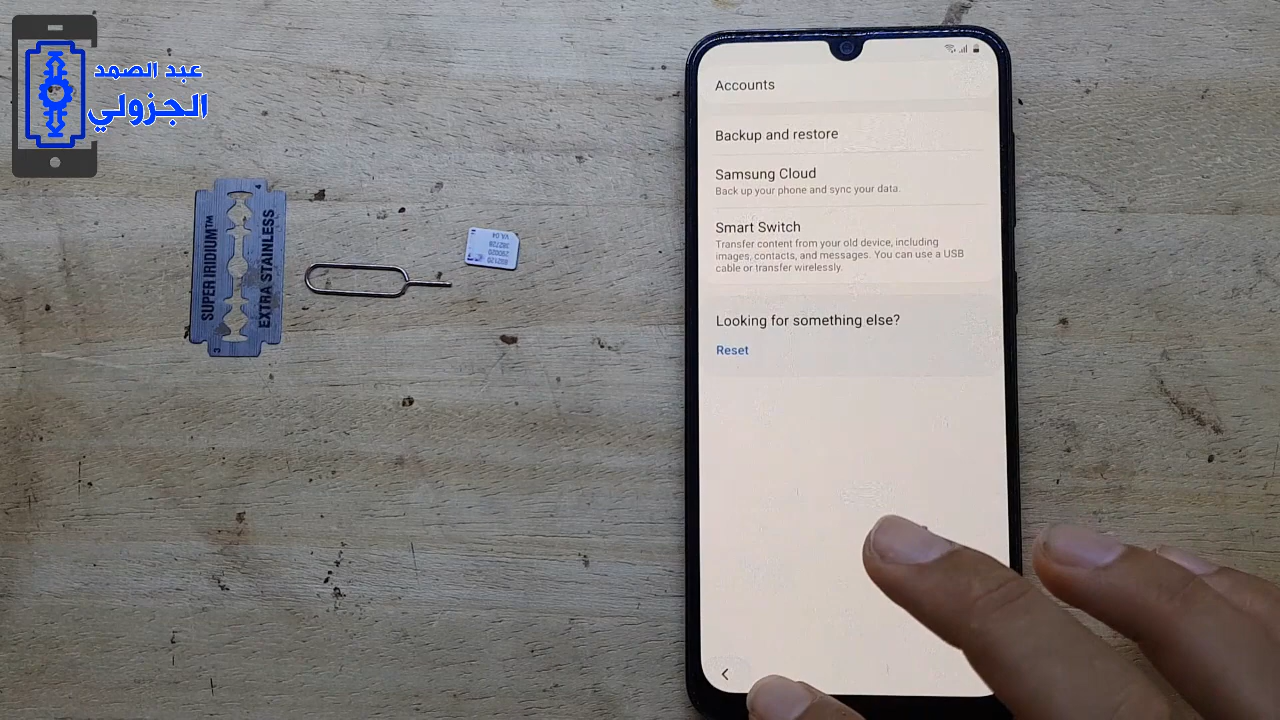 عبد الصمد
الجزولي
SUPER IRIDIUM™
EXTRA STAINLESS
4
3
Accounts
Backup and restore
Samsung Cloud
Back up your phone and sync your data.
Smart Switch
Transfer content from your old device, including
images, contacts, and messages. You can use a USB
cable or transfer wirelessly.
Looking for something else?
Reset